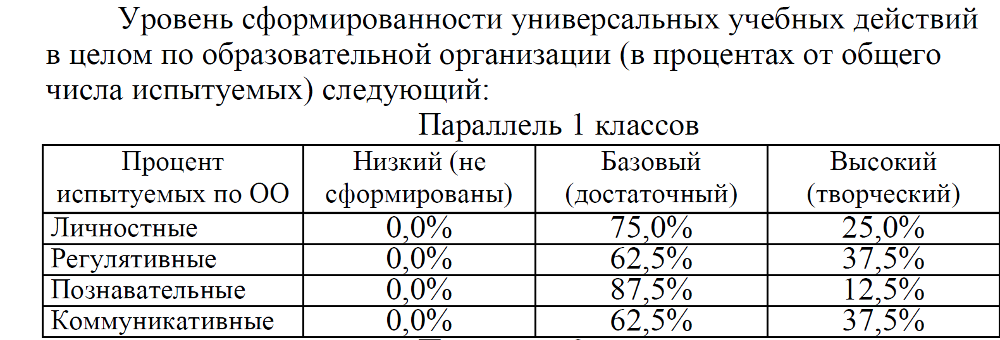 Уровень сформированности универсальных учебных действий
в целом по образовательной организации (в процентах от общего
числа испытуемых) следующий:
Параллель 1 классов
Процент испытуемых по ОО Низкий (не сформированы) Базовый (достаточный) Высокий (творческий)
Личностные 0,0% 75,0% 25,0%
Регулятивные 0,0% 62,5% 37,5%
Познавательные 0,0% 87,5% 12,5%
Коммуникативные 0,0% 62,5% 37,5%